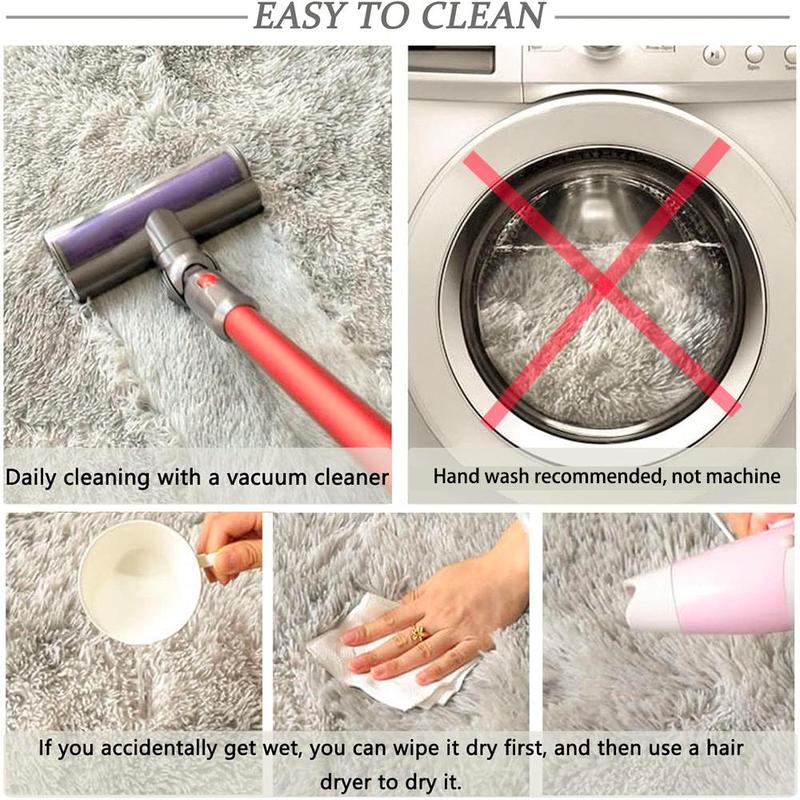 EASY TO CLEAN
Spin
Daily cleaning with a vacuum cleaner
Hand wash recommended, not machine
If you accidentally get wet, you can wipe it dry first, and then use a hair
dryer to dry it.